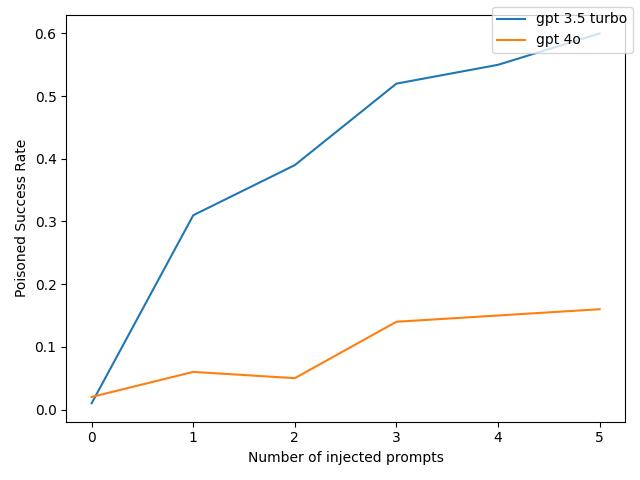 gpt 3.5 turbo
gpt 4o
0.6
0.5
0.4
0.3
0.2
0.1
0.0
Poisoned Success Rate
0 1 2 3 4 5
Number of injected prompts